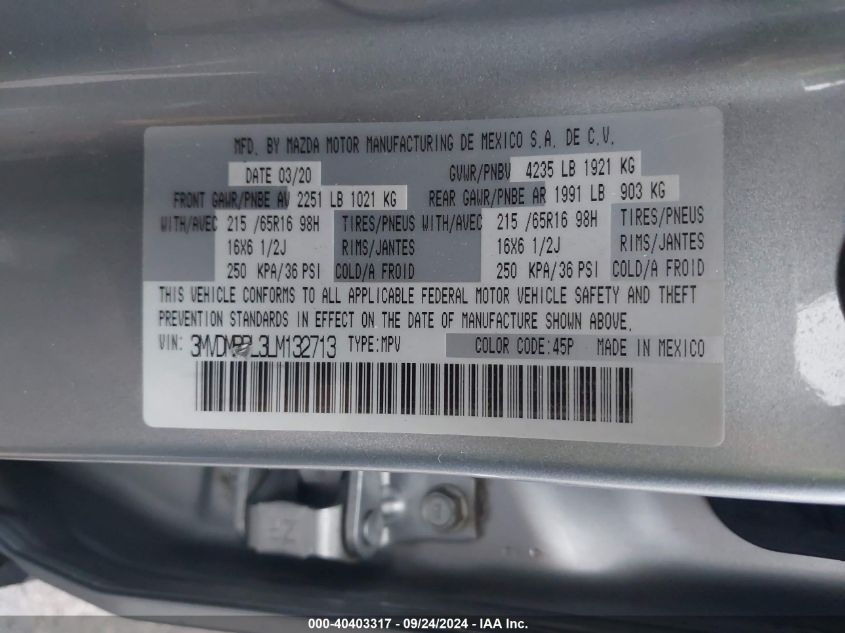 MFD. BY MAZDA MOTOR MANUFACTURING DE MEXICO S.A. DE C.V.
DATE 03/20 GVWR/PNBV 4235 LB 1921 KG
FRONT GAWR/PNBE AV 2251 LB 1021 KG REAR GAWR/PNBE AR 1991 LB 903 KG
WITH/AVEC 215 /65R16 98H TIRES/PNEUS WITH/AVEC 215 /65R16 98H TIRES/PNEUS
16X6 1/2J RIMS/JANTES 16X6 1/2J RIMS/JANTES
250 KPA/36 PSI COLD/A FROID 250 KPA/36 PSI COLD/A FROID
THIS VEHICLE CONFORMS TO ALL APPLICABLE FEDERAL MOTOR VEHICLE SAFETY AND THEFT
PREVENTION STANDARDS IN EFFECT ON THE DATE OF MANUFACTURE SHOWN ABOVE.
VIN: TYPE:MPV COLOR CODE:45P MADE IN MEXICO
000-40403317 - 09/24/2024 - IAA Inc.